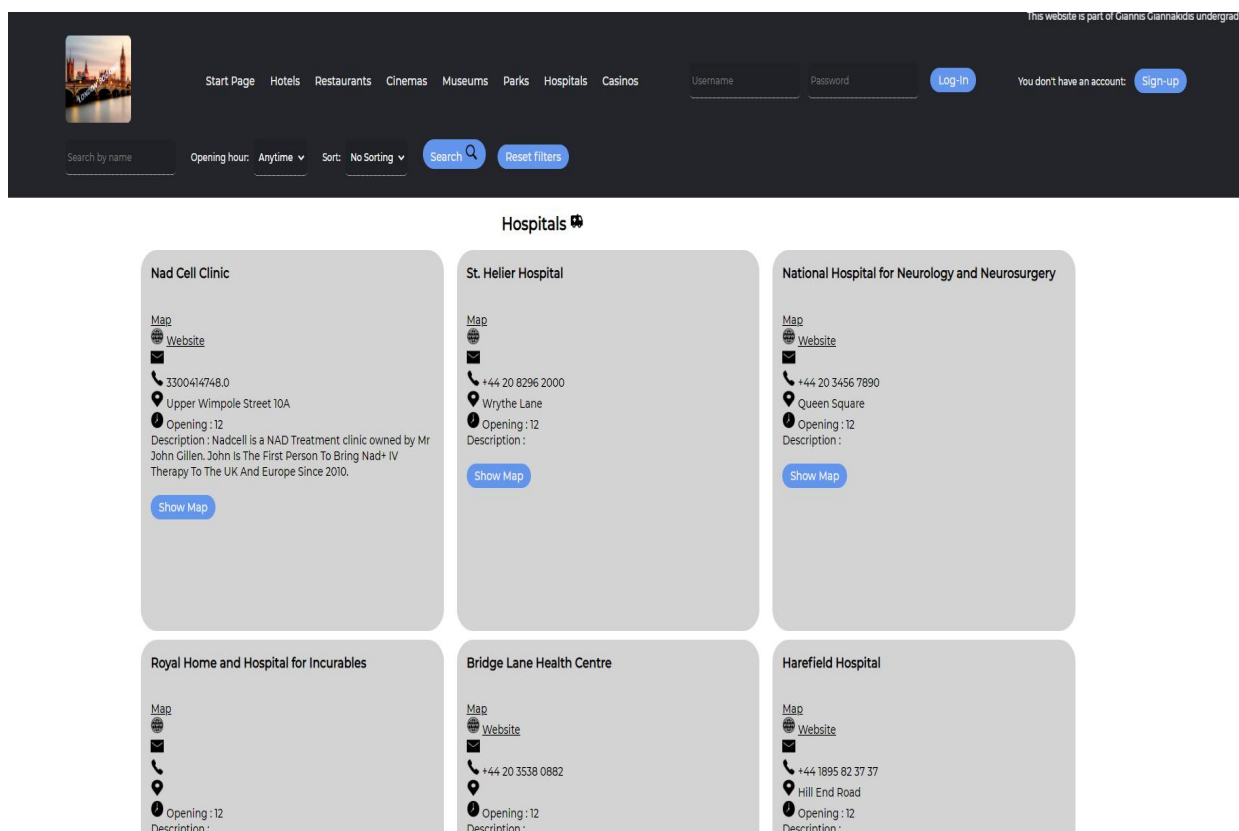 This website is part of Giannis Giannakidis undergrad
Start Page Hotels Restaurants Cinemas Museums Parks Hospitals Casinos Username Password Log-In You don't have an account: Sign-up
Search by name Opening hour: Anytime Sort: No Sorting Search Reset filters
Hospitals
Nad Cell Clinic
Map
Website
3300414748.0
Upper Wimpole Street 10A
Opening : 12
Description : Nadcell is a NAD Treatment clinic owned by Mr
John Gillen. John Is The First Person To Bring Nad+ IV
Therapy To The UK And Europe Since 2010.
Show Map
St. Helier Hospital
Map
+44 20 8296 2000
Wrythe Lane
Opening : 12
Description :
Show Map
National Hospital for Neurology and Neurosurgery
Map
Website
+44 20 3456 7890
Queen Square
Opening : 12
Description :
Show Map
Royal Home and Hospital for Incurables
Map
Opening : 12
Description :
Bridge Lane Health Centre
Map
Website
+44 20 3538 0882
Opening : 12
Description :
Harefield Hospital
Map
Website
+44 1895 82 37 37
Hill End Road
Opening : 12
Description :